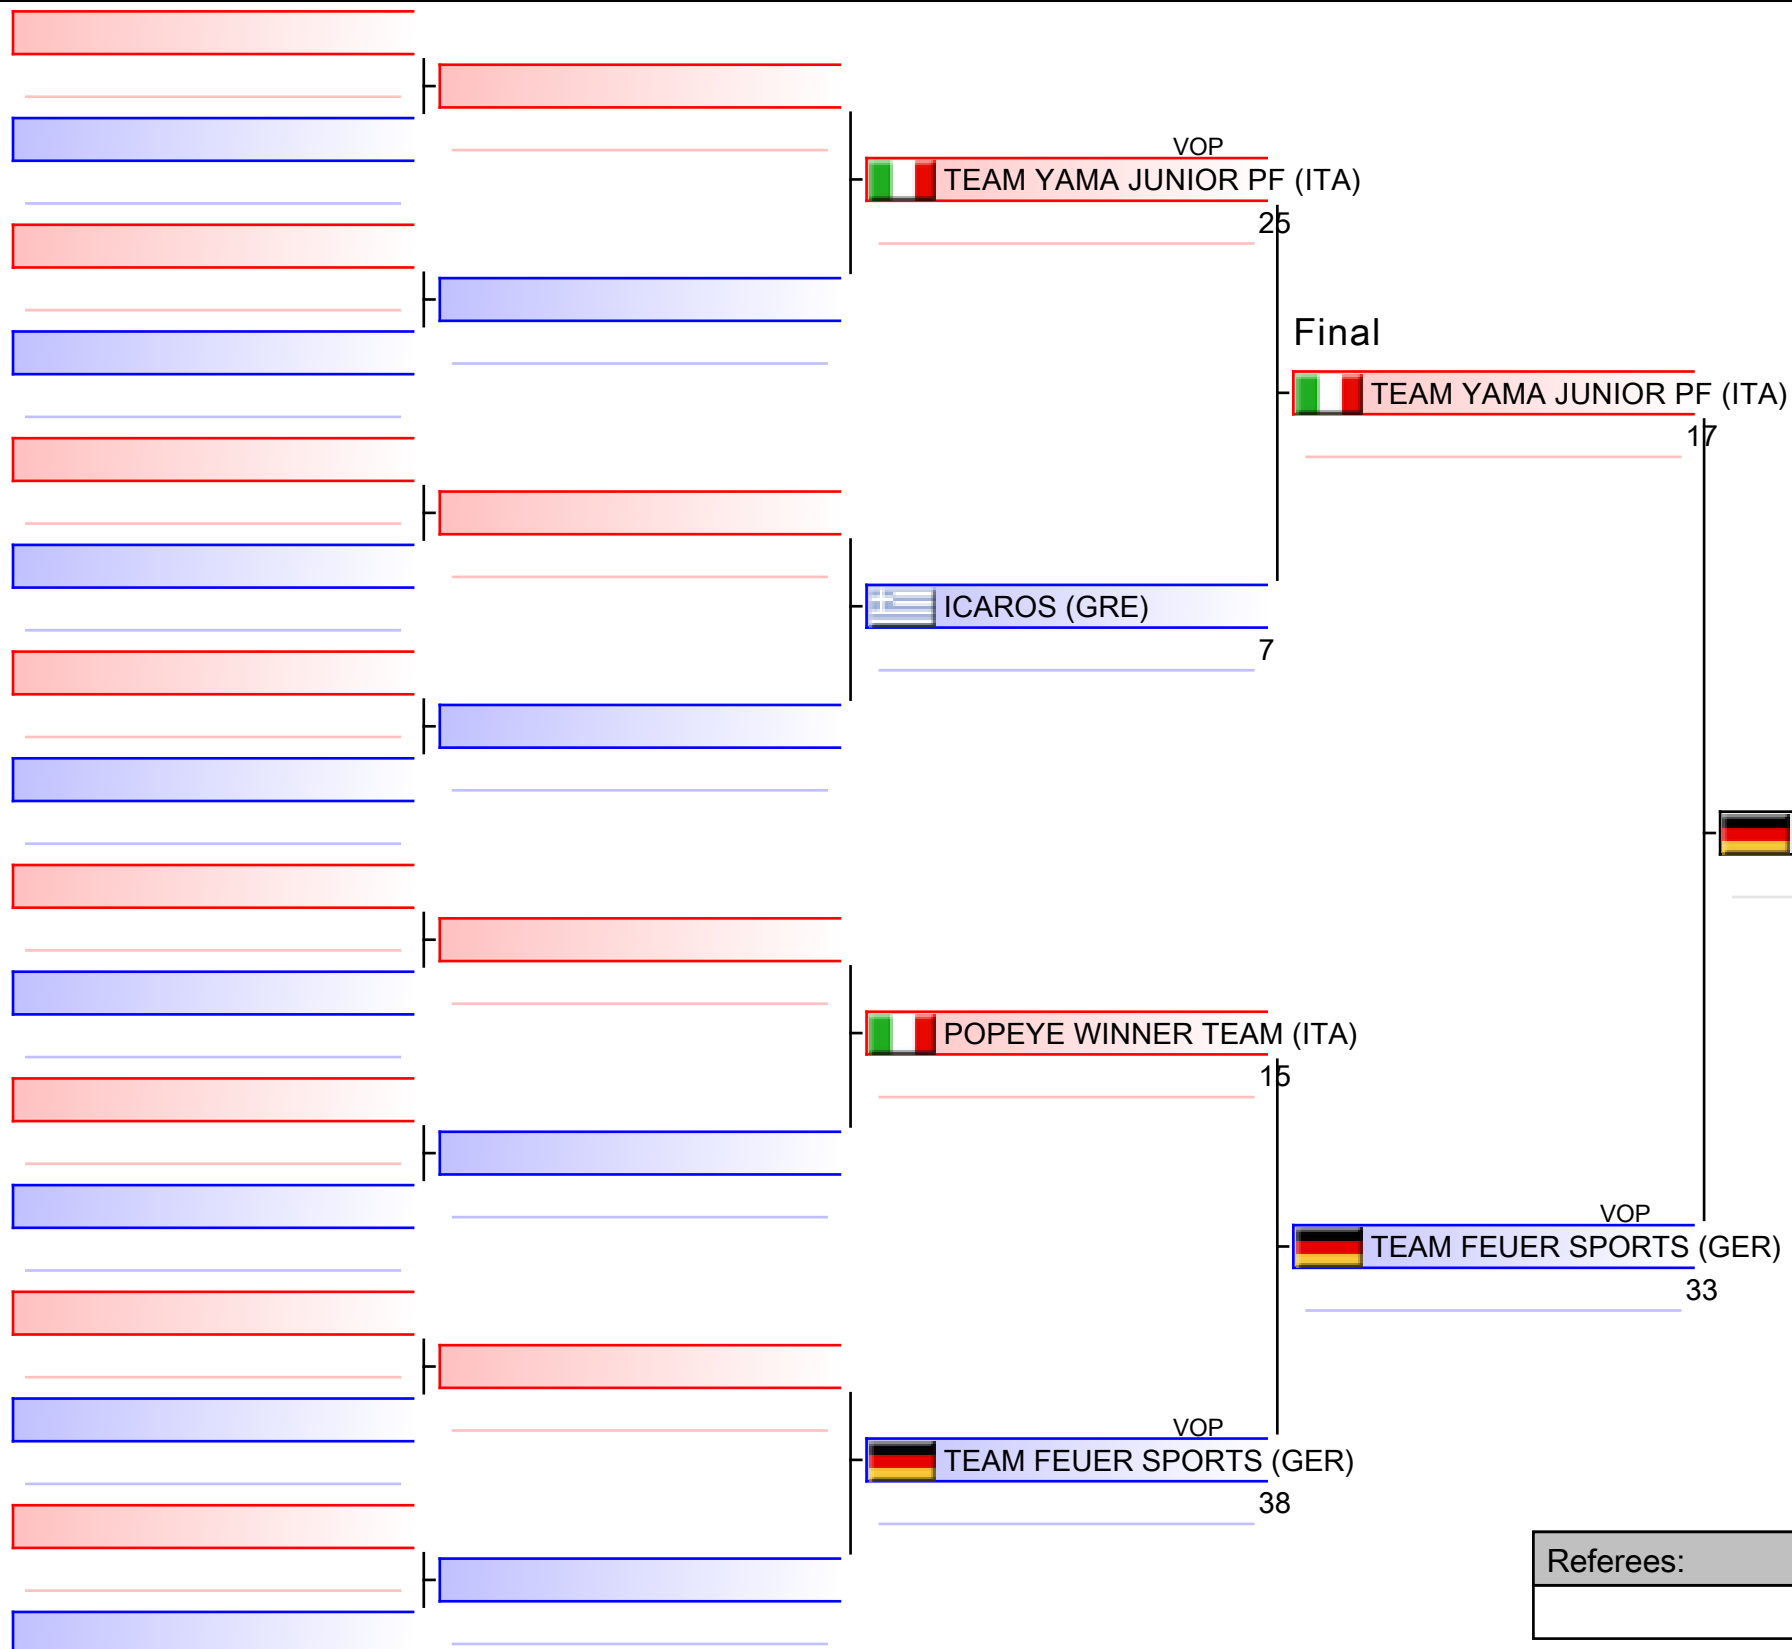 VOP
TEAM YAMA JUNIOR PF (ITA)
25
Final
TEAM YAMA JUNIOR PF (ITA)
17
ICAROS (GRE)
7
POPEYE WINNER TEAM (ITA)
15
VOP
TEAM FEUER SPORTS (GER)
33
VOP
TEAM FEUER SPORTS (GER)
38
Referees: